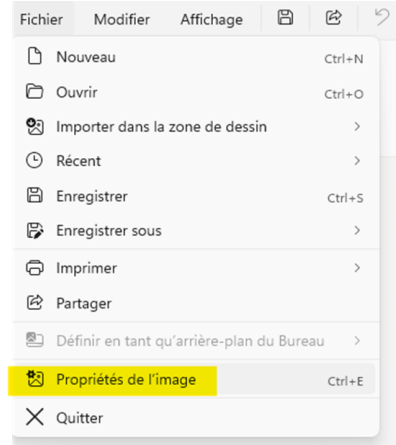 Fichier Modifier Affichage
Nouveau Ctrl+N
Ouvrir Ctrl+O
Importer dans la zone de dessin
Récent
Enregistrer Ctrl+S
Enregistrer sous
Imprimer
Partager
Définir en tant qu'arrière-plan du Bureau
Propriétés de l'image Ctrl+E
Quitter